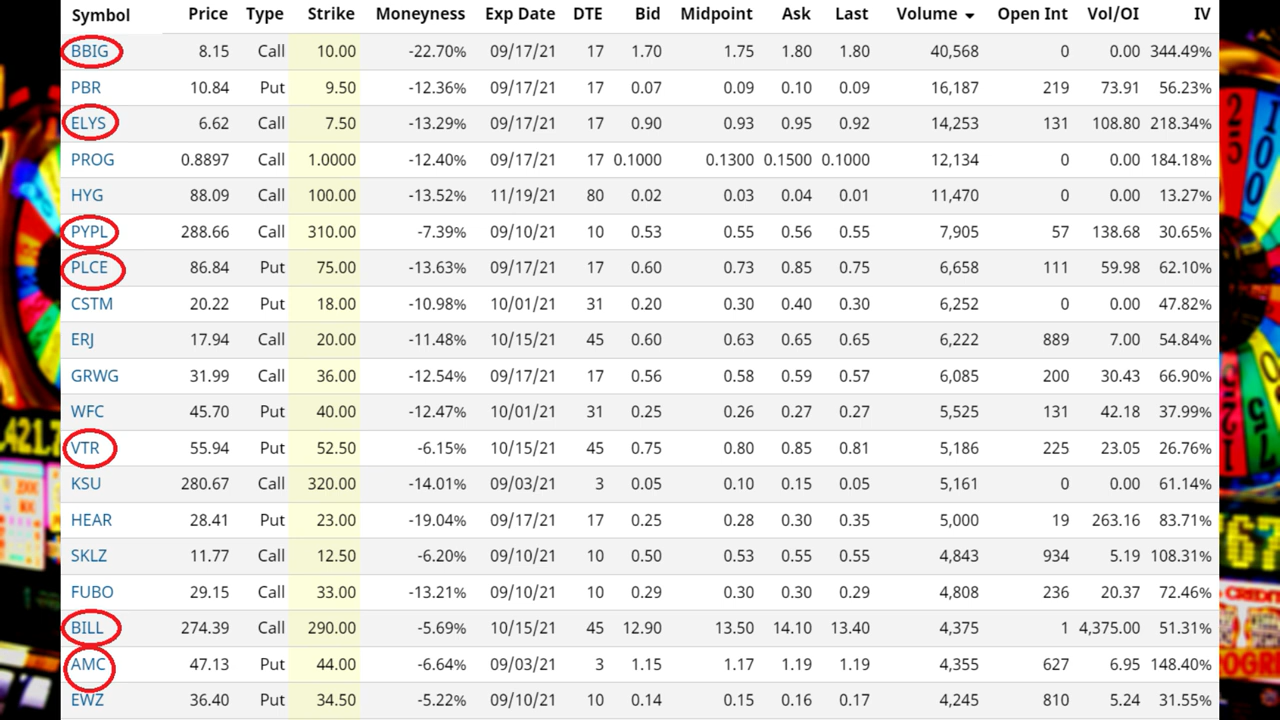 Symbol Price Type Strike Moneyness Exp Date DTE Bid Midpoint Ask Last Volume Open Int Vol/OI IV
BBIG 8.15 Call 10.00 -22.70% 09/17/21 17 1.70 1.75 1.80 1.80 40,568 0 0.00 344.49%
PBR 10.84 Put 9.50 -12.36% 09/17/21 17 0.07 0.09 0.10 0.09 16,187 219 73.91 56.23%
ELYS 6.62 Call 7.50 -13.29% 09/17/21 17 0.90 0.93 0.95 0.92 14,253 131 108.80 218.34%
PROG 0.8897 Call 1.0000 -12.40% 09/17/21 17 0.1000 0.1300 0.1500 0.1000 12,134 0 0.00 184.18%
HYG 88.09 Call 100.00 -13.52% 11/19/21 80 0.02 0.03 0.04 0.01 11,470 0 0.00 13.27%
PYPL 288.66 Call 310.00 -7.39% 09/10/21 10 0.53 0.55 0.56 0.55 7,905 57 138.68 30.65%
PLCE 86.84 Put 75.00 -13.63% 09/17/21 17 0.60 0.73 0.85 0.75 6,658 111 59.98 62.10%
CSTM 20.22 Put 18.00 -10.98% 10/01/21 31 0.20 0.30 0.40 0.30 6,252 0 0.00 47.82%
ERJ 17.94 Call 20.00 -11.48% 10/15/21 45 0.60 0.63 0.65 0.65 6,222 889 7.00 54.84%
GRWG 31.99 Call 36.00 -12.54% 09/17/21 17 0.56 0.58 0.59 0.57 6,085 200 30.43 66.90%
WFC 45.70 Put 40.00 -12.47% 10/01/21 31 0.25 0.26 0.27 0.27 5,525 131 42.18 37.99%
VTR 55.94 Put 52.50 -6.15% 10/15/21 45 0.75 0.80 0.85 0.81 5,186 225 23.05 26.76%
KSU 280.67 Call 320.00 -14.01% 09/03/21 3 0.05 0.10 0.15 0.05 5,161 0 0.00 61.14%
HEAR 28.41 Put 23.00 -19.04% 09/17/21 17 0.25 0.28 0.30 0.35 5,000 19 263.16 83.71%
SKLZ 11.77 Call 12.50 -6.20% 09/10/21 10 0.50 0.53 0.55 0.55 4,843 934 5.19 108.31%
FUBO 29.15 Call 33.00 -13.21% 09/10/21 10 0.29 0.30 0.30 0.29 4,808 236 20.37 72.46%
BILL 274.39 Call 290.00 -5.69% 10/15/21 45 12.90 13.50 14.10 13.40 4,375 1 4,375.00 51.31%
AMC 47.13 Put 44.00 -6.64% 09/03/21 3 1.15 1.17 1.19 1.19 4,355 627 6.95 148.40%
EWZ 36.40 Put 34.50 -5.22% 09/10/21 10 0.14 0.15 0.16 0.17 4,245 810 5.24 31.55%